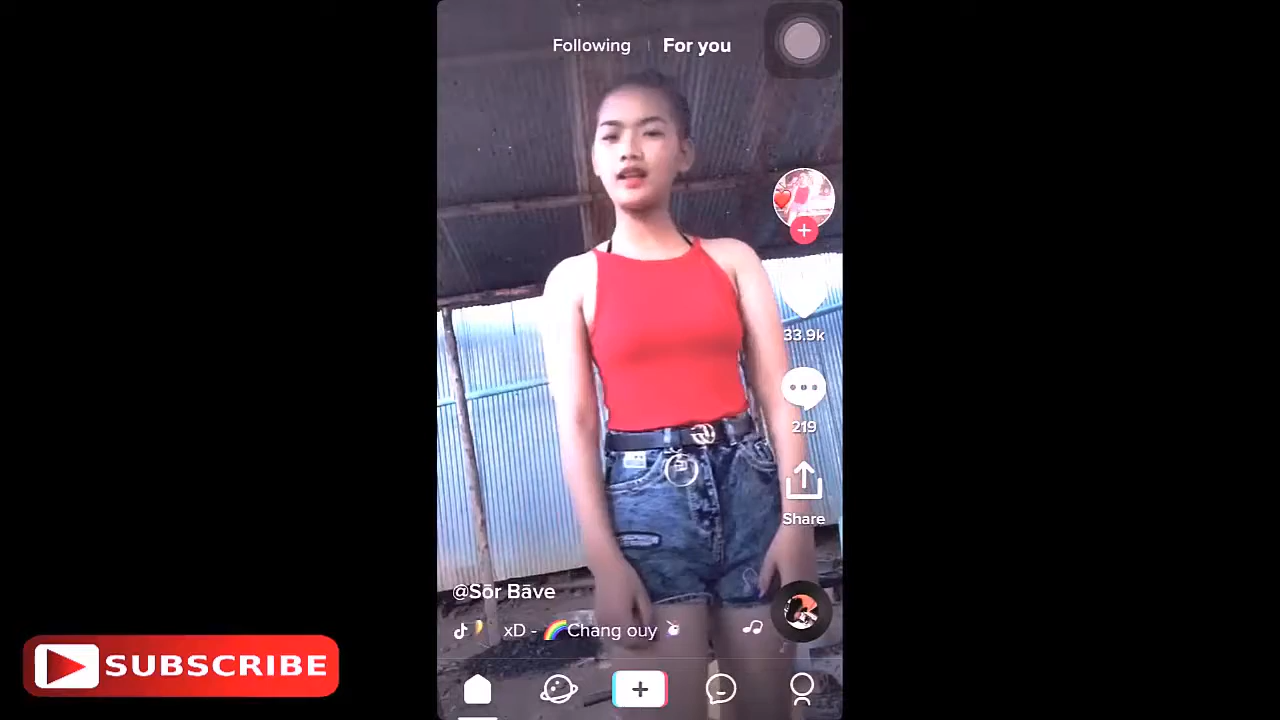 Following
For you
33.9k
219
Share
@Sōr Bāve
xD - 🌈Chang ouy
SUBSCRIBE